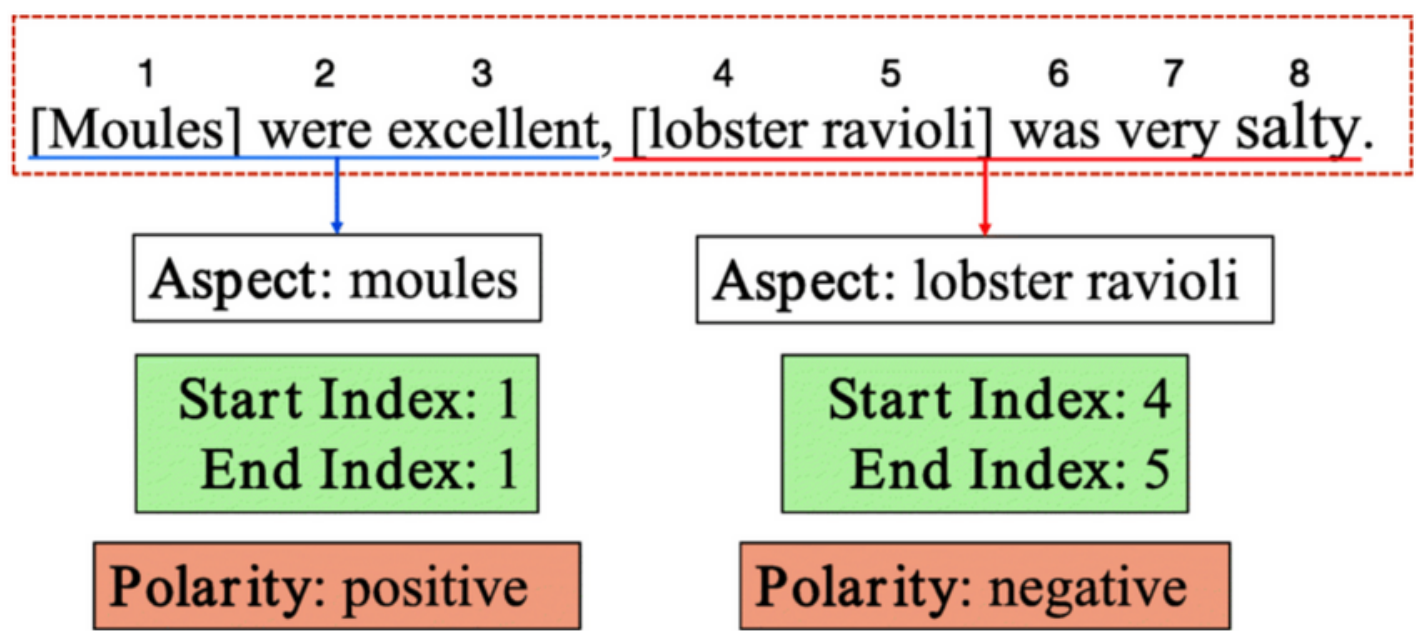 1 2 3 4 5 6 7 8
[Moules] were excellent, [lobster ravioli] was very salty.
Aspect: moules
Start Index: 1
End Index: 1
Polarity: positive
Aspect: lobster ravioli
Start Index: 4
End Index: 5
Polarity: negative